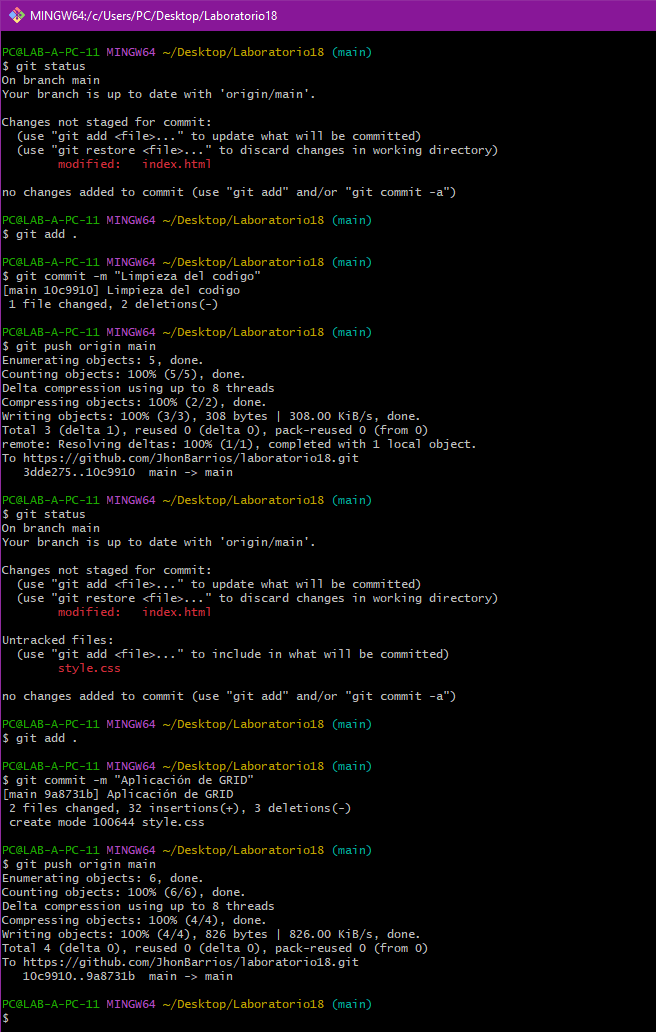 MINGW64:/c/Users/PC/Desktop/Laboratorio18
PC@LAB-A-PC-11 MINGW64 ~/Desktop/Laboratorio18 (main)
$ git status
On branch main
Your branch is up to date with 'origin/main'.

Changes not staged for commit:
  (use "git add <file>..." to update what will be committed)
  (use "git restore <file>..." to discard changes in working directory)
        modified:   index.html

no changes added to commit (use "git add" and/or "git commit -a")

PC@LAB-A-PC-11 MINGW64 ~/Desktop/Laboratorio18 (main)
$ git add .

PC@LAB-A-PC-11 MINGW64 ~/Desktop/Laboratorio18 (main)
$ git commit -m "Limpieza del codigo"
[main 10c9910] Limpieza del codigo
 1 file changed, 2 deletions(-)

PC@LAB-A-PC-11 MINGW64 ~/Desktop/Laboratorio18 (main)
$ git push origin main
Enumerating objects: 5, done.
Counting objects: 100% (5/5), done.
Delta compression using up to 8 threads
Compressing objects: 100% (2/2), done.
Writing objects: 100% (3/3), 308 bytes | 308.00 KiB/s, done.
Total 3 (delta 1), reused 0 (delta 0), pack-reused 0 (from 0)
remote: Resolving deltas: 100% (1/1), completed with 1 local object.
To https://github.com/JhonBarrios/laboratorio18.git
   3dde275..10c9910  main -> main

PC@LAB-A-PC-11 MINGW64 ~/Desktop/Laboratorio18 (main)
$ git status
On branch main
Your branch is up to date with 'origin/main'.

Changes not staged for commit:
  (use "git add <file>..." to update what will be committed)
  (use "git restore <file>..." to discard changes in working directory)
        modified:   index.html

Untracked files:
  (use "git add <file>..." to include in what will be committed)
        style.css

no changes added to commit (use "git add" and/or "git commit -a")

PC@LAB-A-PC-11 MINGW64 ~/Desktop/Laboratorio18 (main)
$ git add .

PC@LAB-A-PC-11 MINGW64 ~/Desktop/Laboratorio18 (main)
$ git commit -m "Aplicación de GRID"
[main 9a8731b] Aplicación de GRID
 2 files changed, 32 insertions(+), 3 deletions(-)
 create mode 100644 style.css

PC@LAB-A-PC-11 MINGW64 ~/Desktop/Laboratorio18 (main)
$ git push origin main
Enumerating objects: 6, done.
Counting objects: 100% (6/6), done.
Delta compression using up to 8 threads
Compressing objects: 100% (4/4), done.
Writing objects: 100% (4/4), 826 bytes | 826.00 KiB/s, done.
Total 4 (delta 0), reused 0 (delta 0), pack-reused 0 (from 0)
To https://github.com/JhonBarrios/laboratorio18.git
   10c9910..9a8731b  main -> main

PC@LAB-A-PC-11 MINGW64 ~/Desktop/Laboratorio18 (main)
$